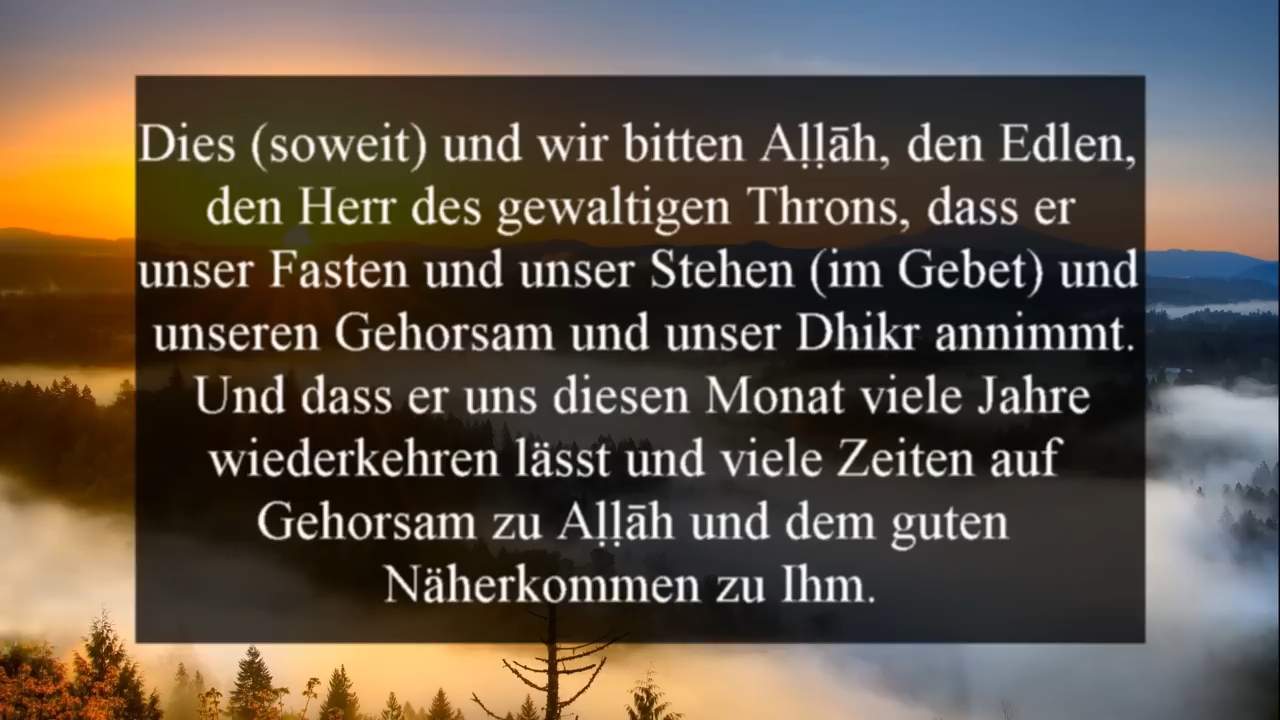 Dies (soweit) und wir bitten Aḷḷāh, den Edlen,
den Herr des gewaltigen Throns, dass er
unser Fasten und unser Stehen (im Gebet) und
unseren Gehorsam und unser Dhikr annimmt.
Und dass er uns diesen Monat viele Jahre
wiederkehren lässt und viele Zeiten auf
Gehorsam zu Aḷḷāh und dem guten
Näherkommen zu Ihm.